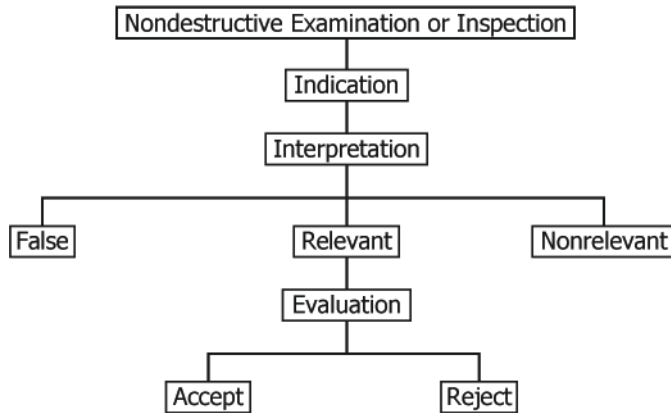 Nondestructive Examination or Inspection
Indication
Interpretation
False
Relevant
Nonrelevant
Evaluation
Accept
Reject